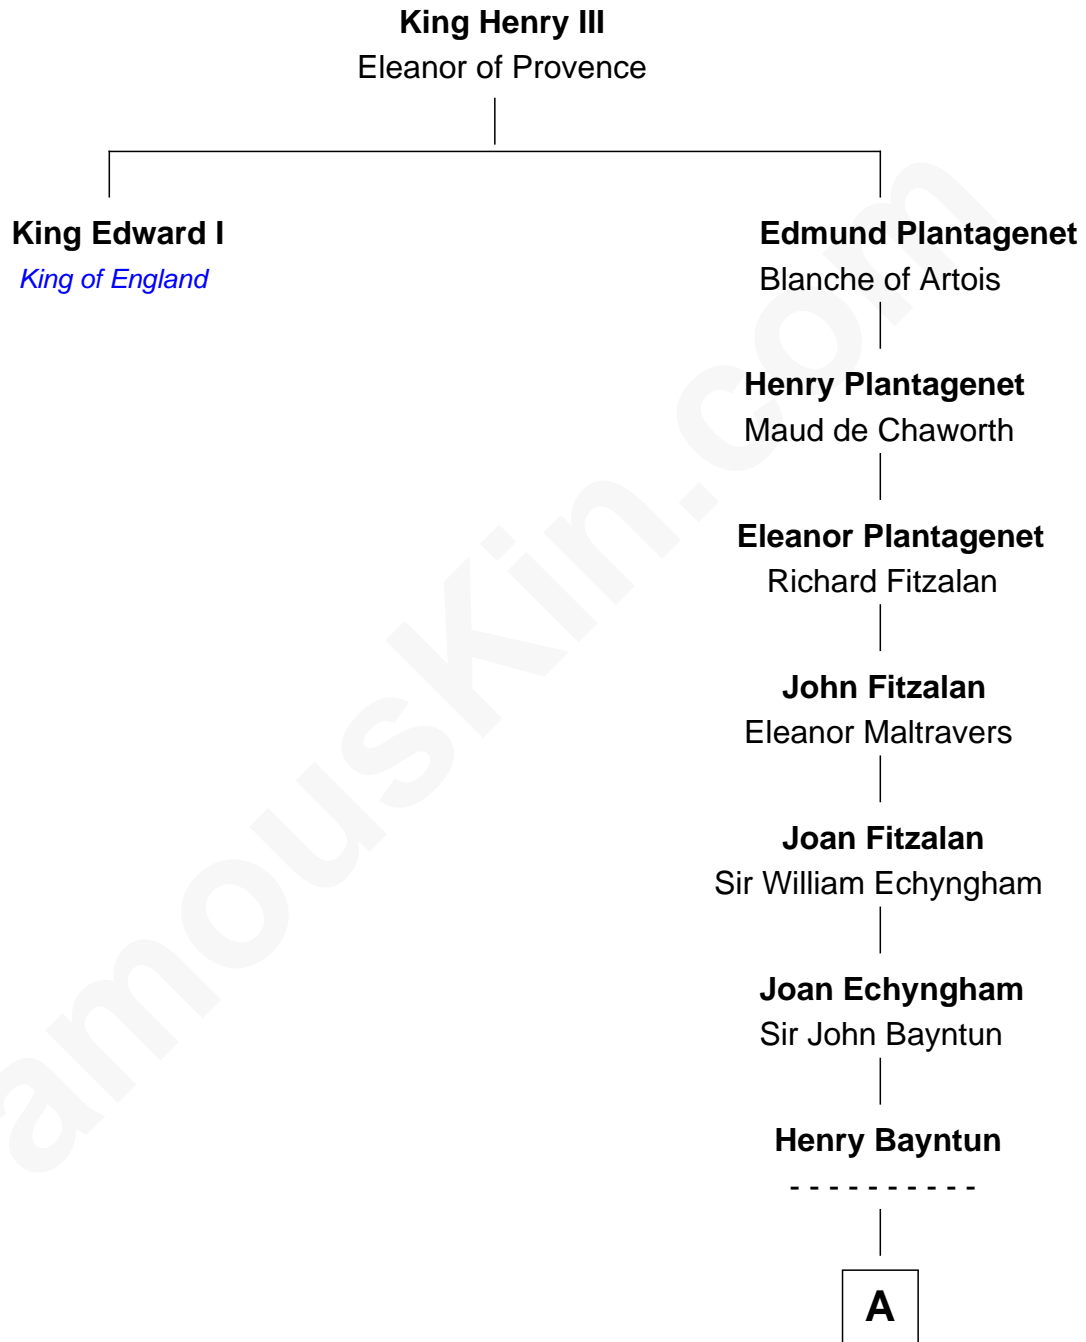 King Henry III
Eleanor of Provence
King Edward I
King of England
Edmund Plantagenet
Blanche of Artois
Henry Plantagenet
Maud de Chaworth
Eleanor Plantagenet
Richard Fitzalan
John Fitzalan
Eleanor Maltravers
Joan Fitzalan
Sir William Echyngham
Joan Echyngham
Sir John Bayntun
Henry Bayntun
- - - - - - - - - -
A
amousKin.com